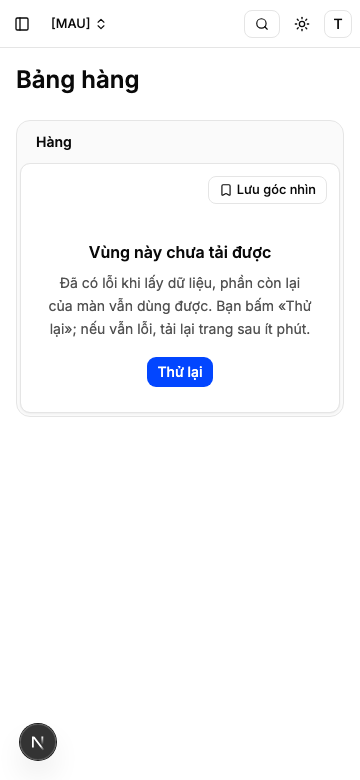 [MAU]
T
Bảng hàng
Hàng
Lưu góc nhìn
Vùng này chưa tải được
Đã có lỗi khi lấy dữ liệu, phần còn lại
của màn vẫn dùng được. Bạn bấm «Thử
lại»; nếu vẫn lỗi, tải lại trang sau ít phút.
Thử lại
N